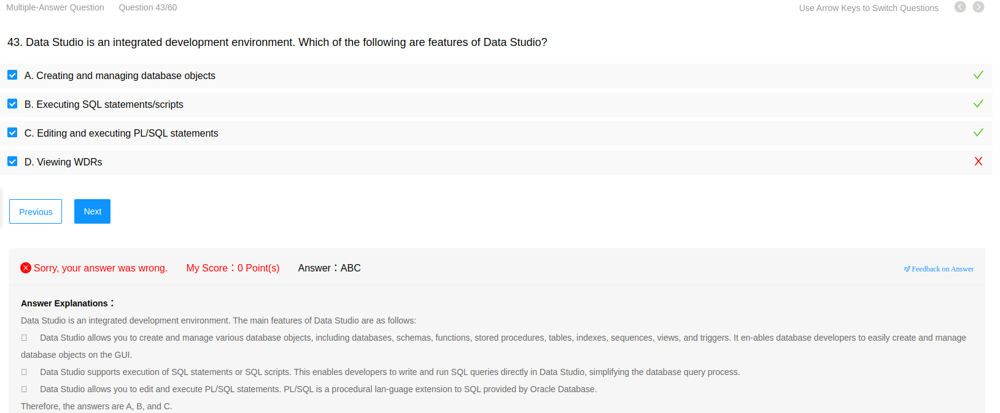 Multiple-Answer Question Question 43/60 Use Arrow Keys to Switch Questions
43. Data Studio is an integrated development environment. Which of the following are features of Data Studio?
A. Creating and managing database objects
B. Executing SQL statements/scripts
C. Editing and executing PL/SQL statements
D. Viewing WDRs
Previous Next
Sorry, your answer was wrong. My Score：0 Point(s) Answer：ABC Feedback on Answer
Answer Explanations：
Data Studio is an integrated development environment. The main features of Data Studio are as follows:
Data Studio allows you to create and manage various database objects, including databases, schemas, functions, stored procedures, tables, indexes, sequences, views, and triggers. It en-ables database developers to easily create and manage
database objects on the GUI.
Data Studio supports execution of SQL statements or SQL scripts. This enables developers to write and run SQL queries directly in Data Studio, simplifying the database query process.
Data Studio allows you to edit and execute PL/SQL statements. PL/SQL is a procedural lan-guage extension to SQL provided by Oracle Database.
Therefore, the answers are A, B, and C.